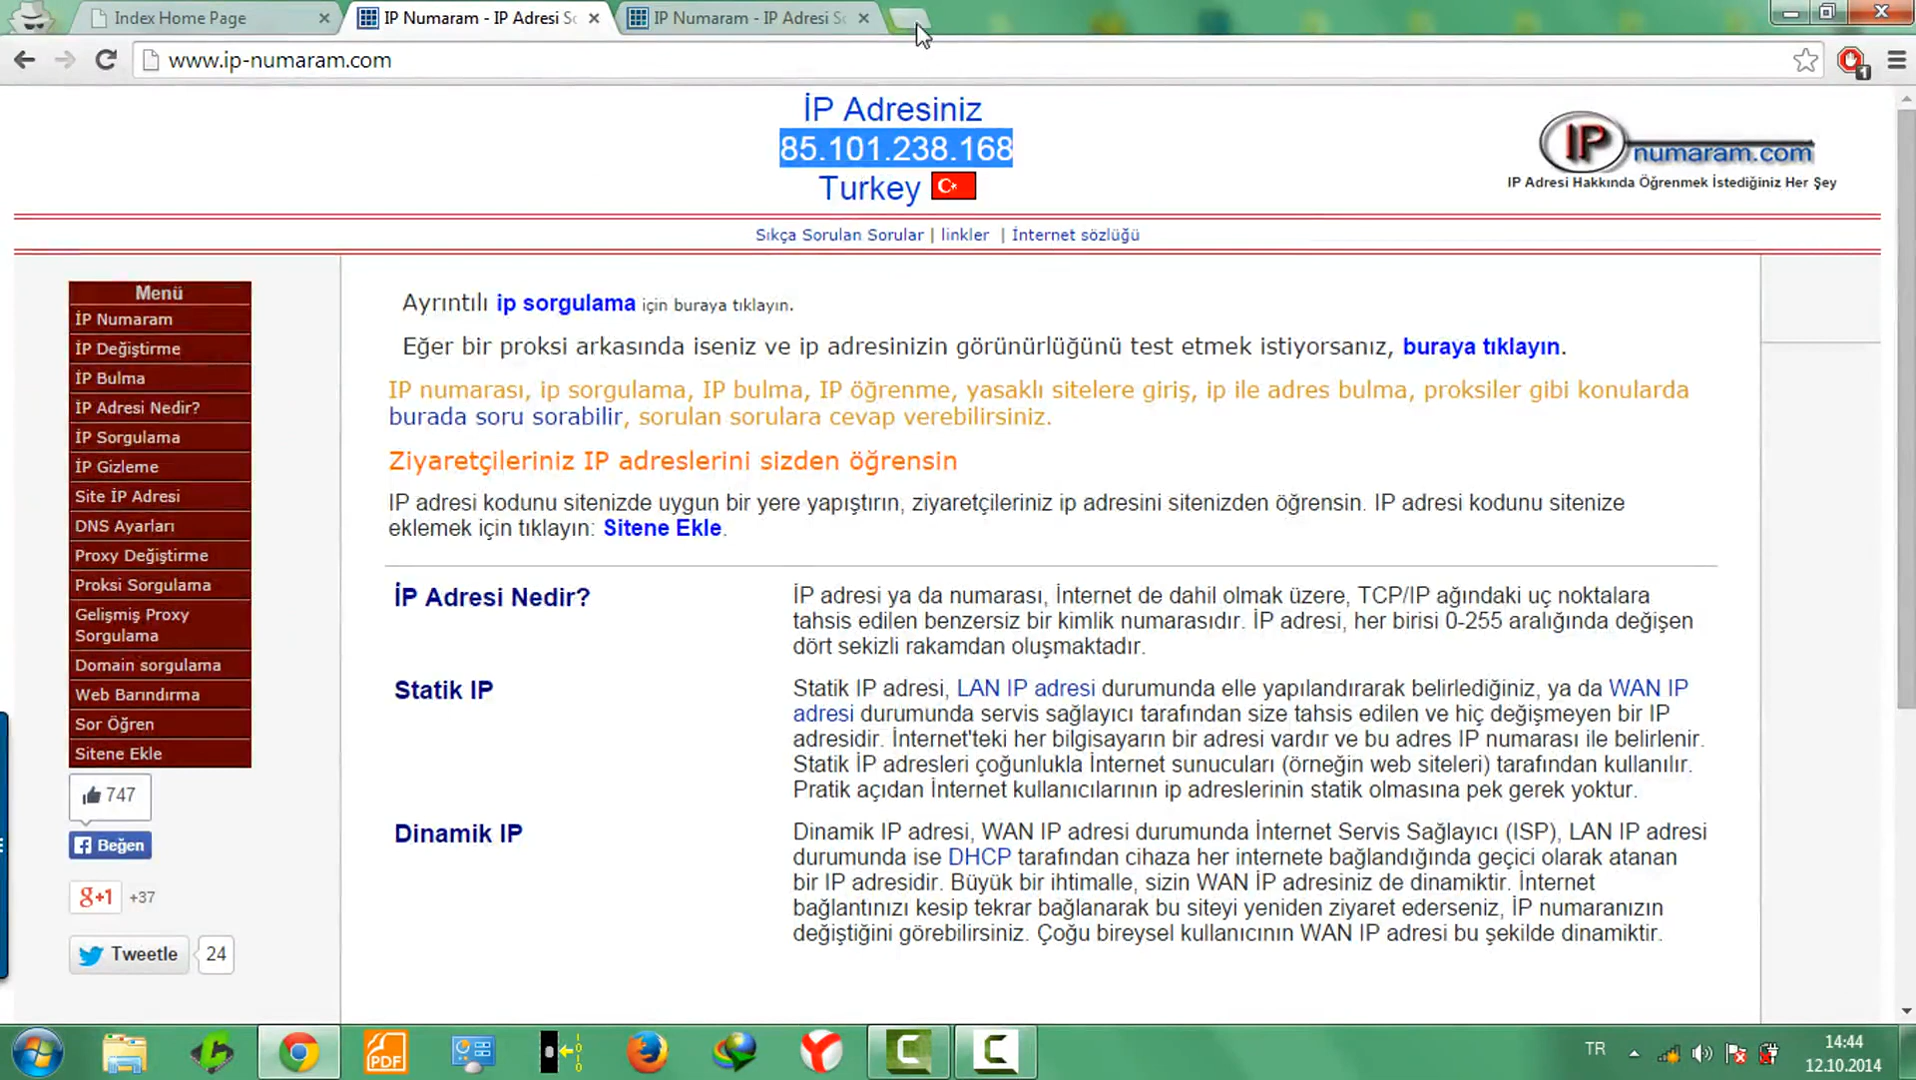 Index Home Page
IP Numaram - IP Adresi So
IP Numaram - IP Adresi So
www.ip-numaram.com
1
İP Adresiniz
85.101.238.168
Turkey
IP numaram.com
IP Adresi Hakkında Öğrenmek İstediğiniz Her Şey
Sıkça Sorulan Sorular | linkler | İnternet sözlüğü
Menü
İP Numaram
İP Değiştirme
İP Bulma
İP Adresi Nedir?
İP Sorgulama
İP Gizleme
Site İP Adresi
DNS Ayarları
Proxy Değiştirme
Proksi Sorgulama
Gelişmiş Proxy
Sorgulama
Domain sorgulama
Web Barındırma
Sor Öğren
Sitene Ekle
747
Beğen
g+1 +37
Tweetle 24
Ayrıntılı ip sorgulama için buraya tıklayın.
Eğer bir proksi arkasında iseniz ve ip adresinizin görünürlüğünü test etmek istiyorsanız, buraya tıklayın.
IP numarası, ip sorgulama, IP bulma, IP öğrenme, yasaklı sitelere giriş, ip ile adres bulma, proksiler gibi konularda
burada soru sorabilir, sorulan sorulara cevap verebilirsiniz.
Ziyaretçileriniz IP adreslerini sizden öğrensin
IP adresi kodunu sitenizde uygun bir yere yapıştırın, ziyaretçileriniz ip adresini sitenizden öğrensin. IP adresi kodunu sitenize
eklemek için tıklayın: Sitene Ekle.
İP Adresi Nedir?
İP adresi ya da numarası, İnternet de dahil olmak üzere, TCP/IP ağındaki uç noktalara
tahsis edilen benzersiz bir kimlik numarasıdır. İP adresi, her birisi 0-255 aralığında değişen
dört sekizli rakamdan oluşmaktadır.
Statik IP
Statik IP adresi, LAN IP adresi durumunda elle yapılandırarak belirlediğiniz, ya da WAN IP
adresi durumunda servis sağlayıcı tarafından size tahsis edilen ve hiç değişmeyen bir IP
adresidir. İnternet'teki her bilgisayarın bir adresi vardır ve bu adres IP numarası ile belirlenir.
Statik İP adresleri çoğunlukla İnternet sunucuları (örneğin web siteleri) tarafından kullanılır.
Pratik açıdan İnternet kullanıcılarının ip adreslerinin statik olmasına pek gerek yoktur.
Dinamik IP
Dinamik IP adresi, WAN IP adresi durumunda İnternet Servis Sağlayıcı (ISP), LAN IP adresi
durumunda ise DHCP tarafından cihaza her internete bağlandığında geçici olarak atanan
bir IP adresidir. Büyük bir ihtimalle, sizin WAN İP adresiniz de dinamiktir. İnternet
bağlantınızı kesip tekrar bağlanarak bu siteyi yeniden ziyaret ederseniz, İP numaranızın
değiştiğini görebilirsiniz. Çoğu bireysel kullanıcının WAN IP adresi bu şekilde dinamiktir.
PDF
TR
14:44
12.10.2014